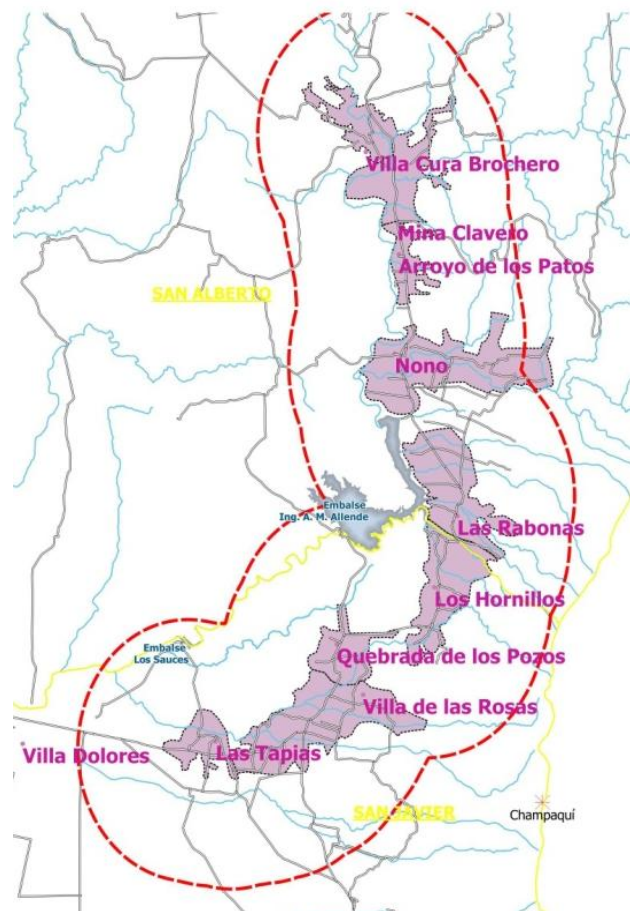 Villa Cura Brochero
Mina Clavero
Arroyo de los Patos
SAN ALBERTO
Nono
Embalse
Ing. A. M. Allende
Las Rabonas
Los Hornillos
Embalse
Los Sauces
Quebrada de los Pozos
Villa de las Rosas
Villa Dolores
Las Tapias
SAN JAVIER
Champaquí